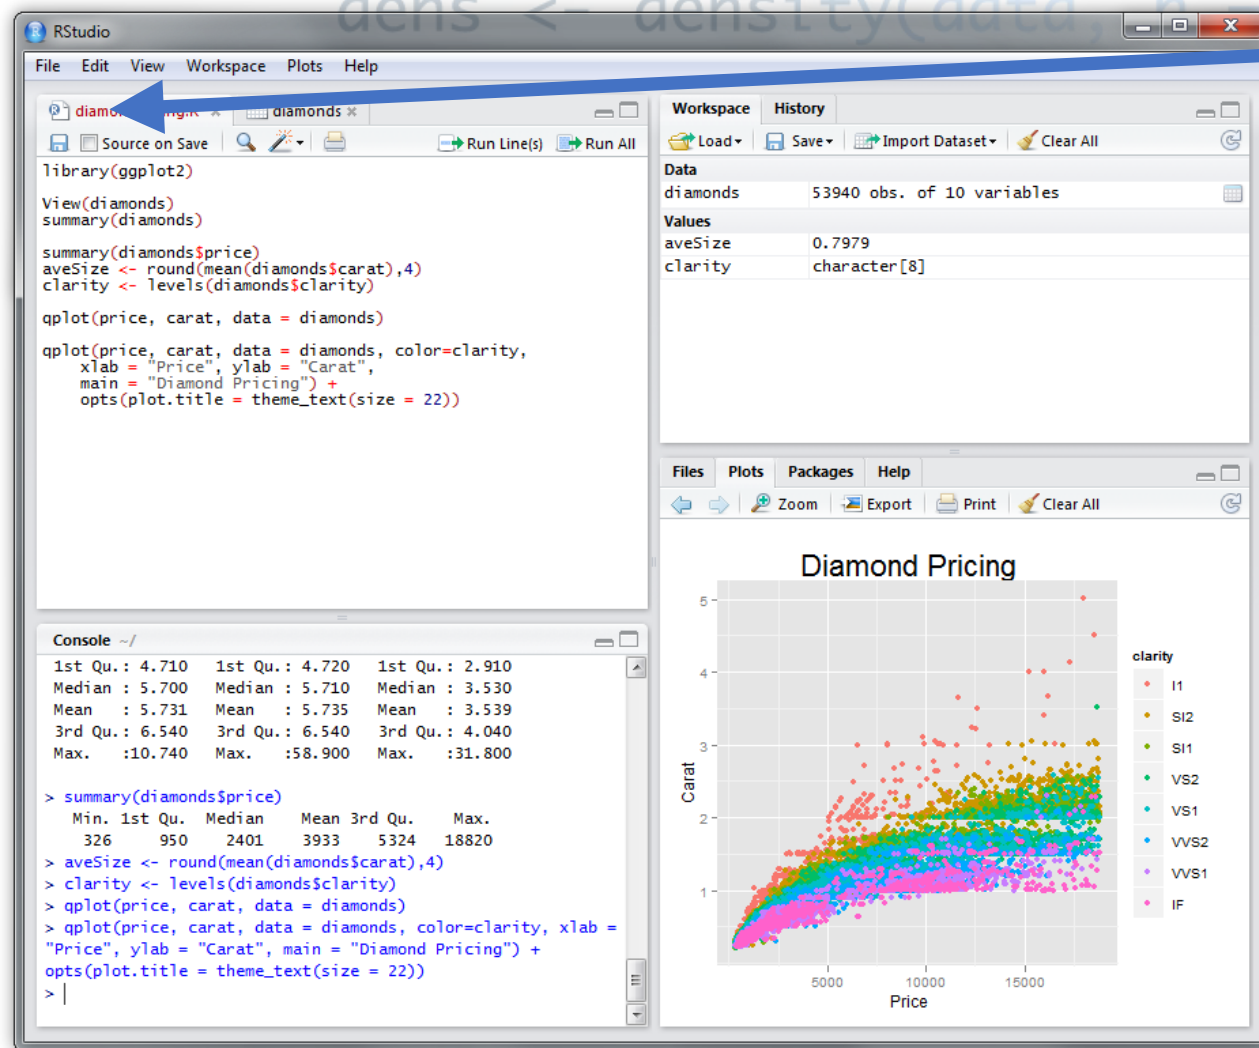 dens <- density(data, n
RStudio
File Edit View Workspace Plots Help
diamonds
Source on Save Run Line(s) Run All
library(ggplot2)
View(diamonds)
summary(diamonds)
summary(diamonds$price)
aveSize <- round(mean(diamonds$carat),4)
clarity <- levels(diamonds$clarity)
qplot(price, carat, data = diamonds)
qplot(price, carat, data = diamonds, color=clarity,
xlab = "Price", ylab = "Carat",
main = "Diamond Pricing") +
opts(plot.title = theme_text(size = 22))
Console ~/
1st Qu.: 4.710 1st Qu.: 4.720 1st Qu.: 2.910
Median : 5.700 Median : 5.710 Median : 3.530
Mean : 5.731 Mean : 5.735 Mean : 3.539
3rd Qu.: 6.540 3rd Qu.: 6.540 3rd Qu.: 4.040
Max. :10.740 Max. :58.900 Max. :31.800
> summary(diamonds$price)
Min. 1st Qu. Median Mean 3rd Qu. Max.
326 950 2401 3933 5324 18820
> aveSize <- round(mean(diamonds$carat),4)
> clarity <- levels(diamonds$clarity)
> qplot(price, carat, data = diamonds)
> qplot(price, carat, data = diamonds, color=clarity, xlab =
"Price", ylab = "Carat", main = "Diamond Pricing") +
opts(plot.title = theme_text(size = 22))
>
Workspace History
Load Save Import Dataset Clear All
Data
diamonds 53940 obs. of 10 variables
Values
aveSize 0.7979
clarity character[8]
Files Plots Packages Help
Zoom Export Print Clear All
Diamond Pricing
5
4
3
2
1
Carat
5000 10000 15000
Price
clarity
I1
SI2
SI1
VS2
VS1
VVS2
VVS1
IF